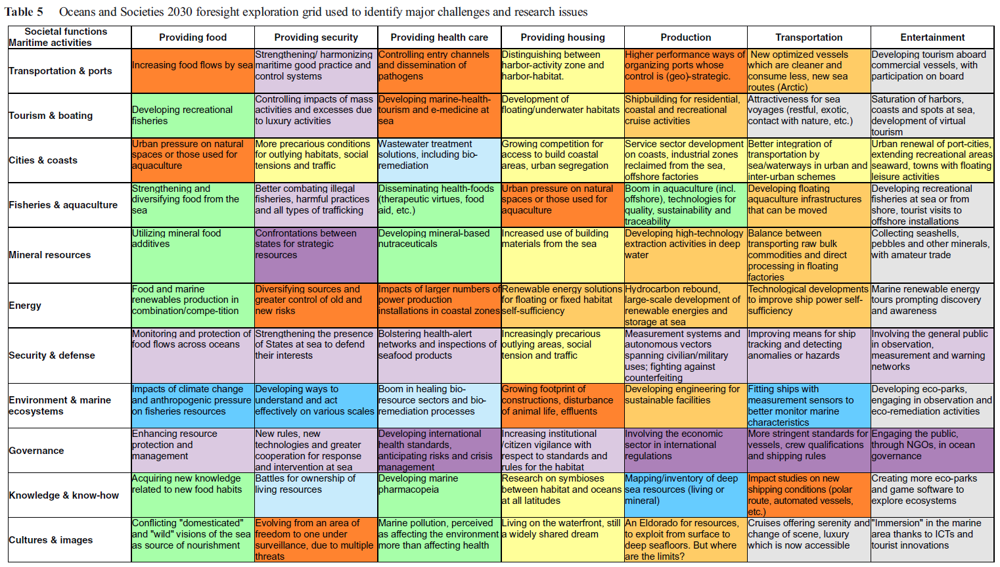 Table 5 Oceans and Societies 2030 foresight exploration grid used to identify major challenges and research issues
Societal functions
Maritime activities
Providing food
Providing security
Providing health care
Providing housing
Production
Transportation
Entertainment
Transportation & ports
Increasing food flows by sea
Strengthening/ harmonizing
maritime good practice and
control systems
Controlling entry channels
and dissemination of
pathogens
Distinguishing between
harbor-activity zone and
harbor-habitat.
Higher performance ways of
organizing ports whose
control is (geo)-strategic.
New optimized vessels
which are cleaner and
consume less, new sea
routes (Arctic)
Developing tourism aboard
commercial vessels, with
participation on board
Tourism & boating
Developing recreational
fisheries
Controlling impacts of mass
activities and excesses due
to luxury activities
Developing marine-health-
tourism and e-medicine at
sea
Development of
floating/underwater habitats
Shipbuilding for residential,
coastal and recreational
cruise activities
Attractiveness for sea
voyages (restful, exotic,
contact with nature, etc.)
Saturation of harbors,
coasts and spots at sea,
development of virtual
tourism
Cities & coasts
Urban pressure on natural
spaces or those used for
aquaculture
More precarious conditions
for outlying habitats, social
tensions and traffic
Wastewater treatment
solutions, including bio-
remediation
Growing competition for
access to build coastal
areas, urban segregation
Service sector development
on coasts, industrial zones
reclaimed from the sea,
offshore factories
Better integration of
transportation by
sea/waterways in urban and
inter-urban schemes
Urban renewal of port-cities,
extending recreational areas
seaward, towns with floating
leisure activities
Fisheries & aquaculture
Strengthening and
diversifying food from the
sea
Better combating illegal
fisheries, harmful practices
and all types of trafficking
Disseminating health-foods
(therapeutic virtues, food
aid, etc.)
Urban pressure on natural
spaces or those used for
aquaculture
Boom in aquaculture (incl.
offshore), technologies for
quality, sustainability and
traceability
Developing floating
aquaculture infrastructures
that can be moved
Developing recreational
fisheries at sea or from
shore, tourist visits to
offshore installations
Mineral resources
Utilizing mineral food
additives
Confrontations between
states for strategic
resources
Developing mineral-based
nutraceuticals
Increased use of building
materials from the sea
Developing high-technology
extraction activities in deep
water
Balance between
transporting raw bulk
commodities and direct
processing in floating
factories
Collecting seashells,
pebbles and other minerals,
with amateur trade
Energy
Food and marine
renewables production in
combination/compe-tition
Diversifying sources and
greater control of old and
new risks
Impacts of larger numbers of
power production
installations in coastal zones
Renewable energy solutions
for floating or fixed habitat
self-sufficiency
Hydrocarbon rebound,
large-scale development of
renewable energies and
storage at sea
Technological developments
to improve ship power self-
sufficiency
Marine renewable energy
tours prompting discovery
and awareness
Security & defense
Monitoring and protection of
food flows across oceans
Strengthening the presence
of States at sea to defend
their interests
Bolstering health-alert
networks and inspections of
seafood products
Increasingly precarious
outlying areas, social
tension and traffic
Measurement systems and
autonomous vectors
spanning civilian/military
uses; fighting against
counterfeiting
Improving means for ship
tracking and detecting
anomalies or hazards
Involving the general public
in observation,
measurement and warning
networks
Environment & marine
ecosystems
Impacts of climate change
and anthropogenic pressure
on fisheries resources
Developing ways to
understand and act
effectively on various scales
Boom in healing bio-
resource sectors and bio-
remediation processes
Growing footprint of
constructions, disturbance
of animal life, effluents
Developing engineering for
sustainable facilities
Fitting ships with
measurement sensors to
better monitor marine
characteristics
Developing eco-parks,
engaging in observation and
eco-remediation activities
Governance
Enhancing resource
protection and
management
New rules, new
technologies and greater
cooperation for response
and intervention at sea
Developing international
health standards,
anticipating risks and crisis
management
Increasing institutional
/citizen vigilance with
respect to standards and
rules for the habitat
Involving the economic
sector in international
regulations
More stringent standards for
vessels, crew qualifications
and shipping rules
Engaging the public,
through NGOs, in ocean
governance
Knowledge & know-how
Acquiring new knowledge
related to new food habits
Battles for ownership of
living resources
Developing marine
pharmacopeia
Research on symbioses
between habitat and oceans
at all latitudes
Mapping/inventory of deep
sea resources (living or
mineral)
Impact studies on new
shipping conditions (polar
route, automated vessels,
etc.)
Creating more eco-parks
and game software to
explore ecosystems
Cultures & images
Conflicting "domesticated"
and "wild" visions of the sea
as source of nourishment
Evolving from an area of
freedom to one under
surveillance, due to multiple
threats
Marine pollution, perceived
as affecting the environment
more than affecting health
Living on the waterfront, still
a widely shared dream
An Eldorado for resources,
to exploit from surface to
deep seafloors. But where
are the limits?
Cruises offering serenity and
change of scene, luxury
which is now accessible
"Immersion" in the marine
area thanks to ICTs and
tourist innovations